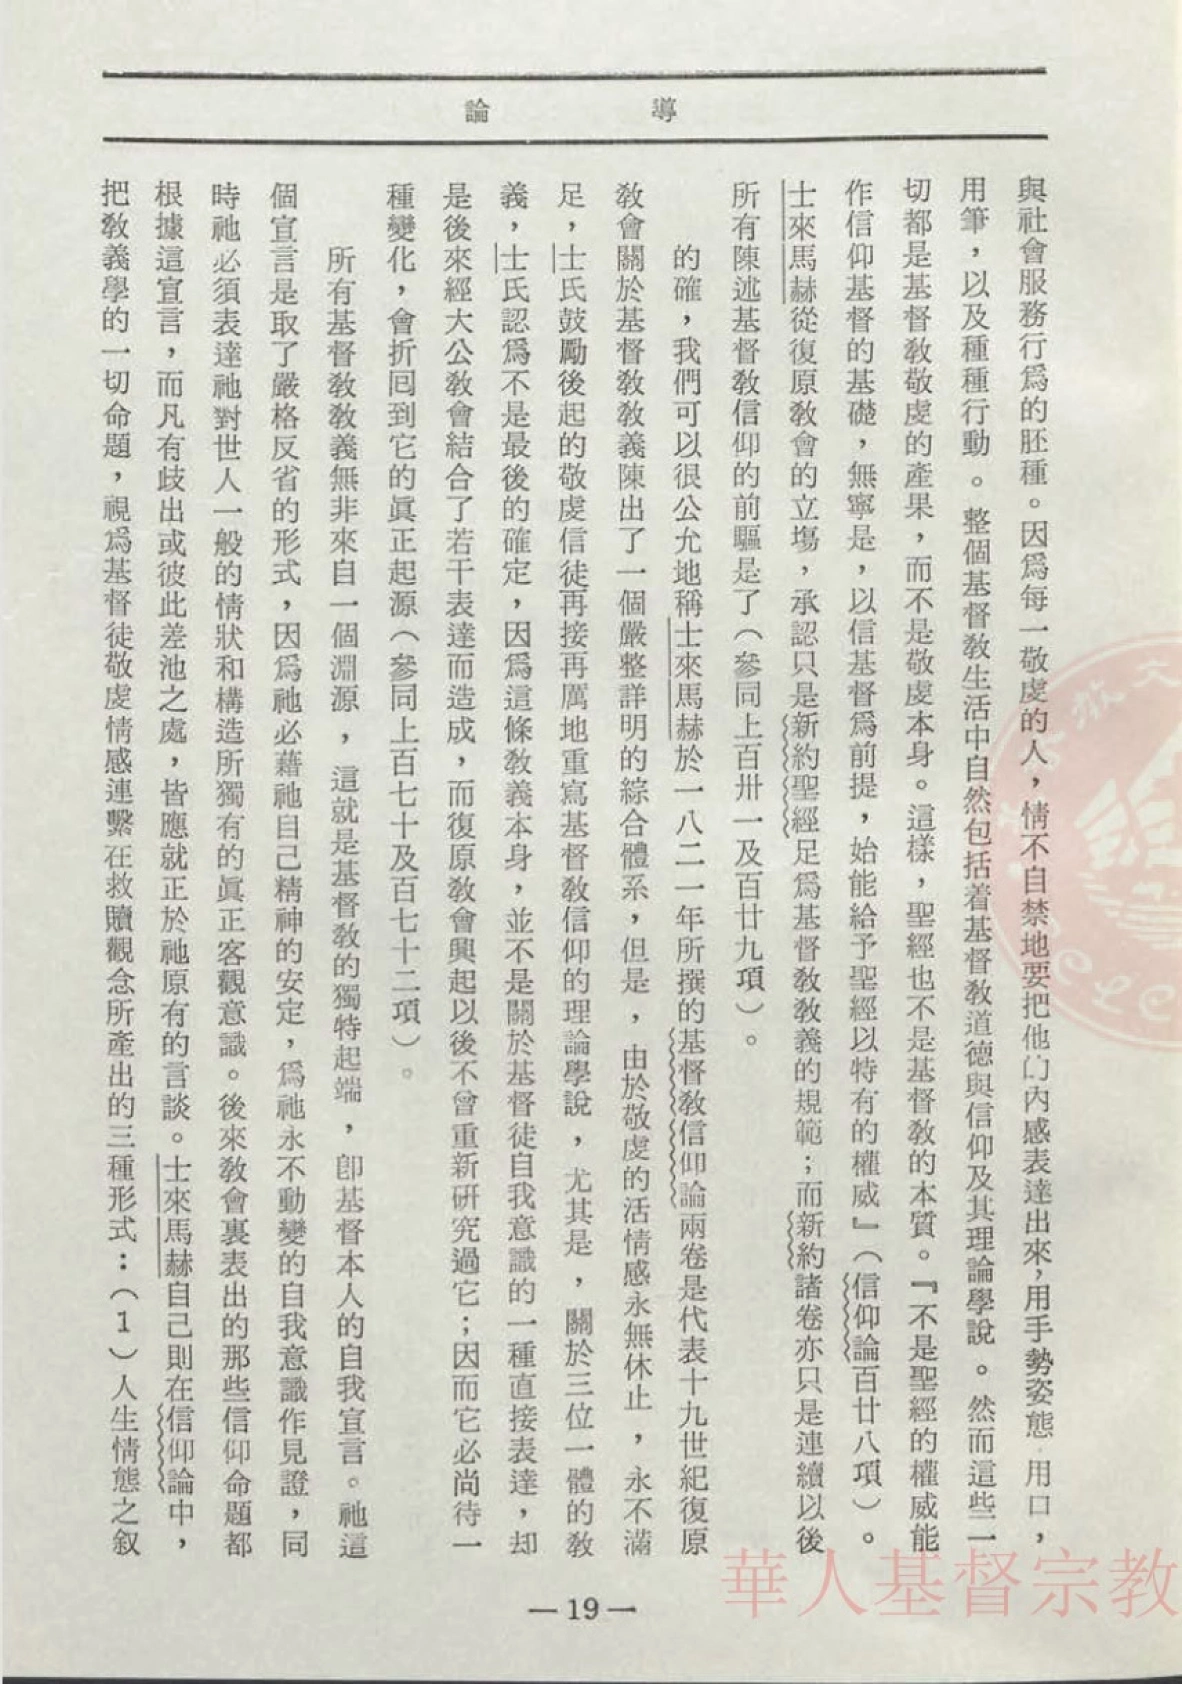 導論
與社會服務行爲的胚種。因爲每一敬虔的人，情不自禁地要把他們內感表達出來，用手勢姿態用口，
用筆，以及種種行動。整個基督教生活中自然包括着基督教道德與信仰及其理論學說。然而這些一
切都是基督教敬虔的產果，而不是敬虔本身。這樣，聖經也不是基督教的本質。『不是聖經的權威能
作信仰基督的基礎，無寧是，以信基督爲前提，始能給予聖經以特有的權威』（信仰論百廿八項）。
士來馬赫從復原教會的立塲，承認只是新約聖經足爲基督教教義的規範；而新約諸卷亦只是連續以後
所有陳述基督教信仰的前驅是了（參同上百卅一及百廿九項）。
的確，我們可以很公允地稱士來馬赫於一八二一年所撰的基督教信仰論兩卷是代表十九世紀復原
教會關於基督教教義陳出了一個嚴整詳明的綜合體系，但是，由於敬虔的活情感永無休止，永不滿
足，士氏鼓勵後起的敬虔信徒再接再厲地重寫基督教信仰的理論學說，尤其是，關於三位一體的教
義，士氏認爲不是最後的確定，因爲這條教義本身，並不是關於基督徒自我意識的一種直接表達，却
是後來經大公教會結合了若干表達而造成，而復原教會興起以後不曾重新研究過它；因而它必尚待一
種變化，會折回到它的眞正起源（參同上百七十及百七十二項）。
所有基督教教義無非來自一個淵源，這就是基督教的獨特起端，卽基督本人的自我宣言。祂這
個宣言是取了嚴格反省的形式，因爲祂必藉祂自己精神的安定，爲祂永不動變的自我意識作見證，同
時祂必須表達祂對世人一般的情狀和構造所獨有的眞正客觀意識。後來教會裏表出的那些信仰命題都
根據這宣言，而凡有歧出或彼此差池之處，皆應就正於祂原有的言談。士來馬赫自己則在信仰論中，
把教義學的一切命題，視爲基督徒敬虔情感連繫在救贖觀念所產出的三種形式：（1）人生情態之叙
—19—
華人基督宗教